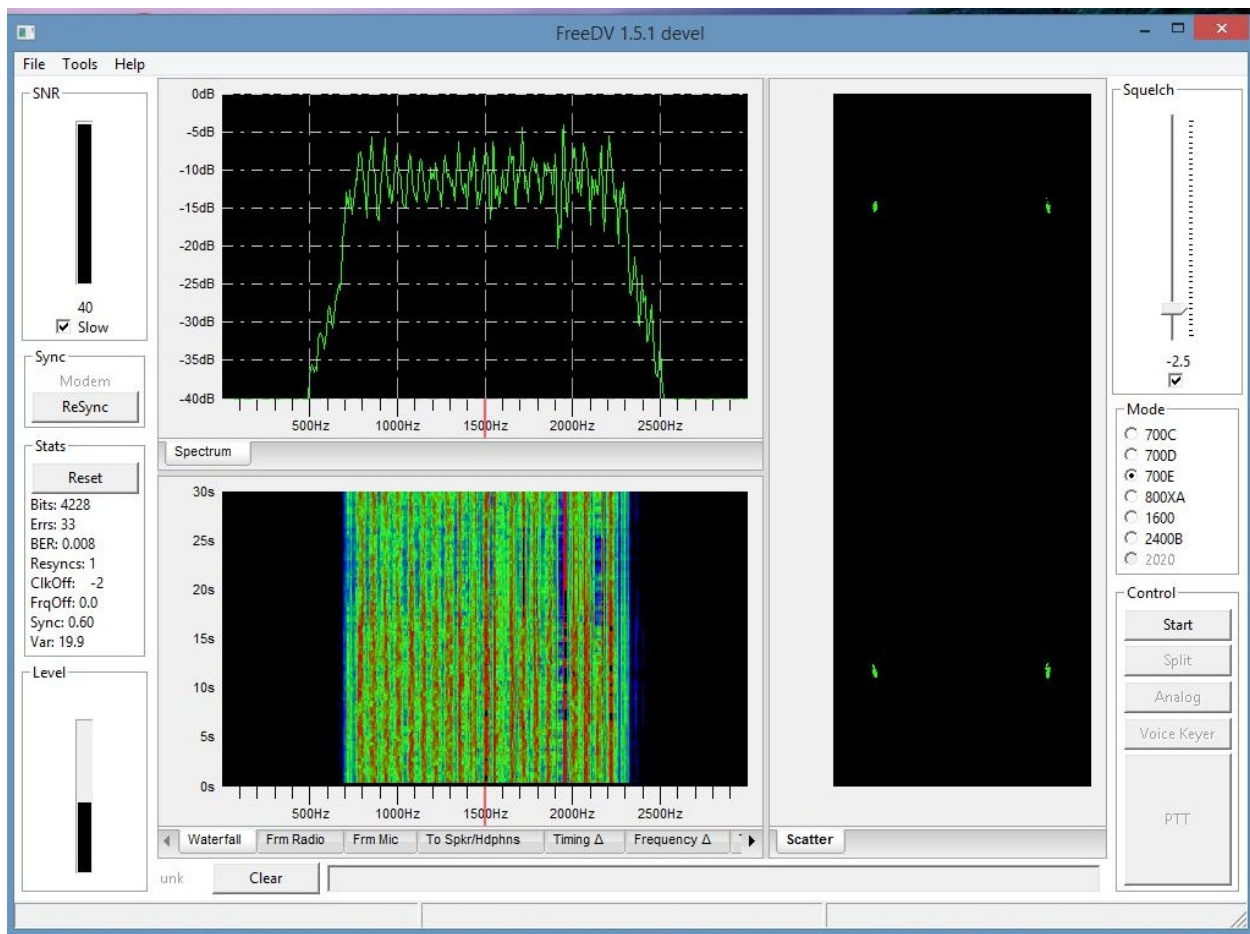 FreeDV 1.5.1 devel
File Tools Help
SNR
40
Slow
Sync
Modem
ReSync
Stats
Reset
Bits: 4228
Errs: 33
BER: 0.008
Resyncs: 1
ClkOff: -2
FrqOff: 0.0
Sync: 0.60
Var: 19.9
Level
0dB
-5dB
-10dB
-15dB
-20dB
-25dB
-30dB
-35dB
-40dB
500Hz 1000Hz 1500Hz 2000Hz 2500Hz
Spectrum
30s
25s
20s
15s
10s
5s
0s
500Hz 1000Hz 1500Hz 2000Hz 2500Hz
Waterfall Frm Radio Frm Mic To Spkr/Hdphns Timing Δ Frequency Δ
Scatter
unk Clear
Squelch
-2.5
Mode
700C
700D
700E
800XA
1600
2400B
2020
Control
Start
Split
Analog
Voice Keyer
PTT